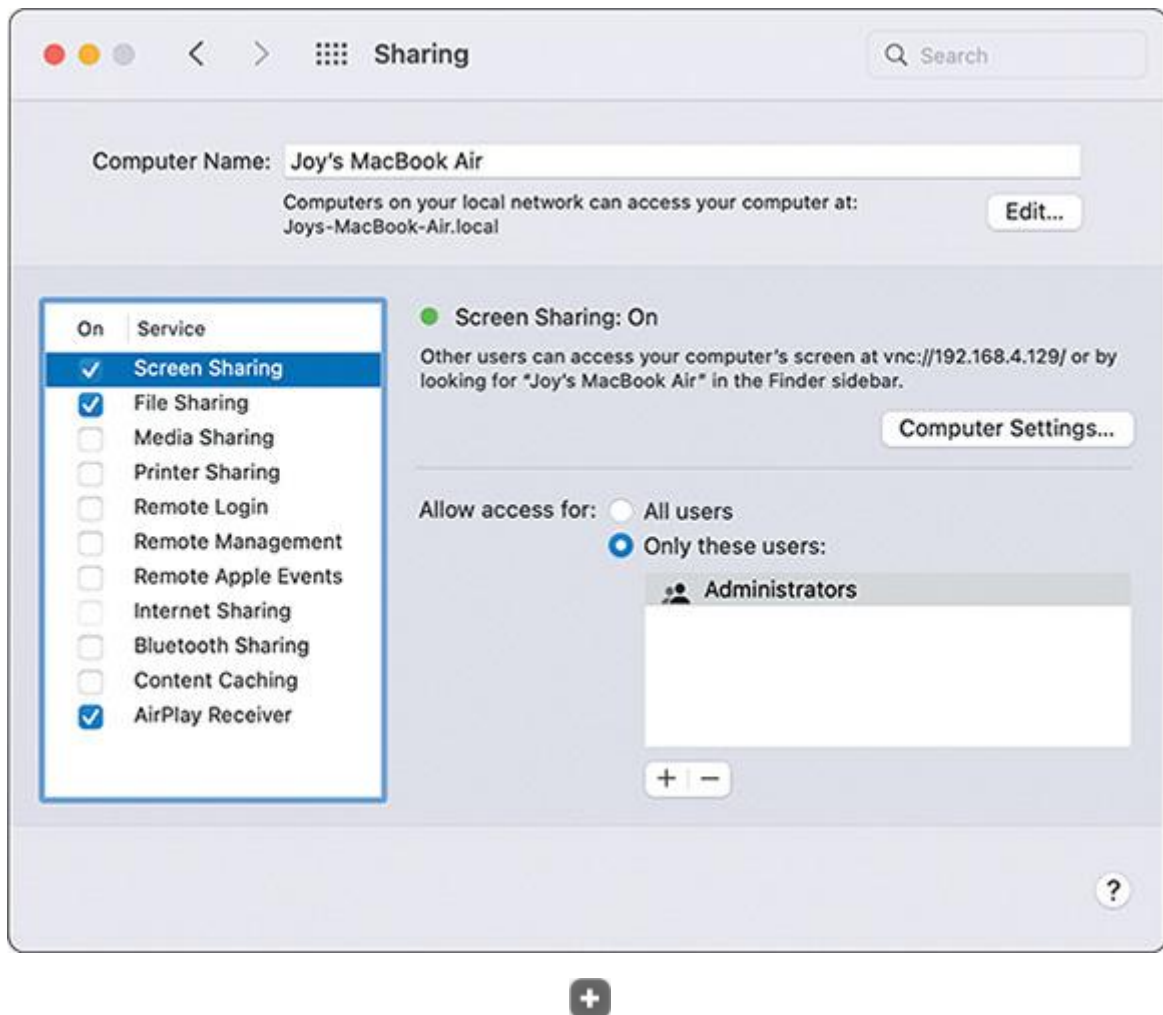 Sharing
Search
Computer Name: Joy's MacBook Air
Computers on your local network can access your computer at:
Joys-MacBook-Air.local
Edit...
On Service
Screen Sharing
File Sharing
Media Sharing
Printer Sharing
Remote Login
Remote Management
Remote Apple Events
Internet Sharing
Bluetooth Sharing
Content Caching
AirPlay Receiver
Screen Sharing: On
Other users can access your computer's screen at vnc://192.168.4.129/ or by
looking for "Joy's MacBook Air" in the Finder sidebar.
Computer Settings...
Allow access for: All users
Only these users:
Administrators
+ −
?